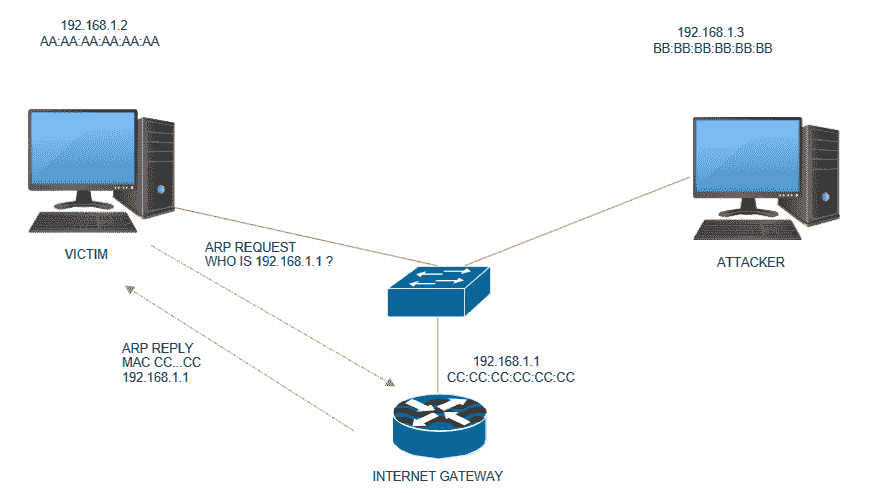 192.168.1.2
AA:AA:AA:AA:AA:AA
192.168.1.3
BB:BB:BB:BB:BB:BB
VICTIM
ARP REQUEST
WHO IS 192.168.1.1 ?
ATTACKER
ARP REPLY
MAC CC...CC
192.168.1.1
192.168.1.1
CC:CC:CC:CC:CC:CC
INTERNET GATEWAY